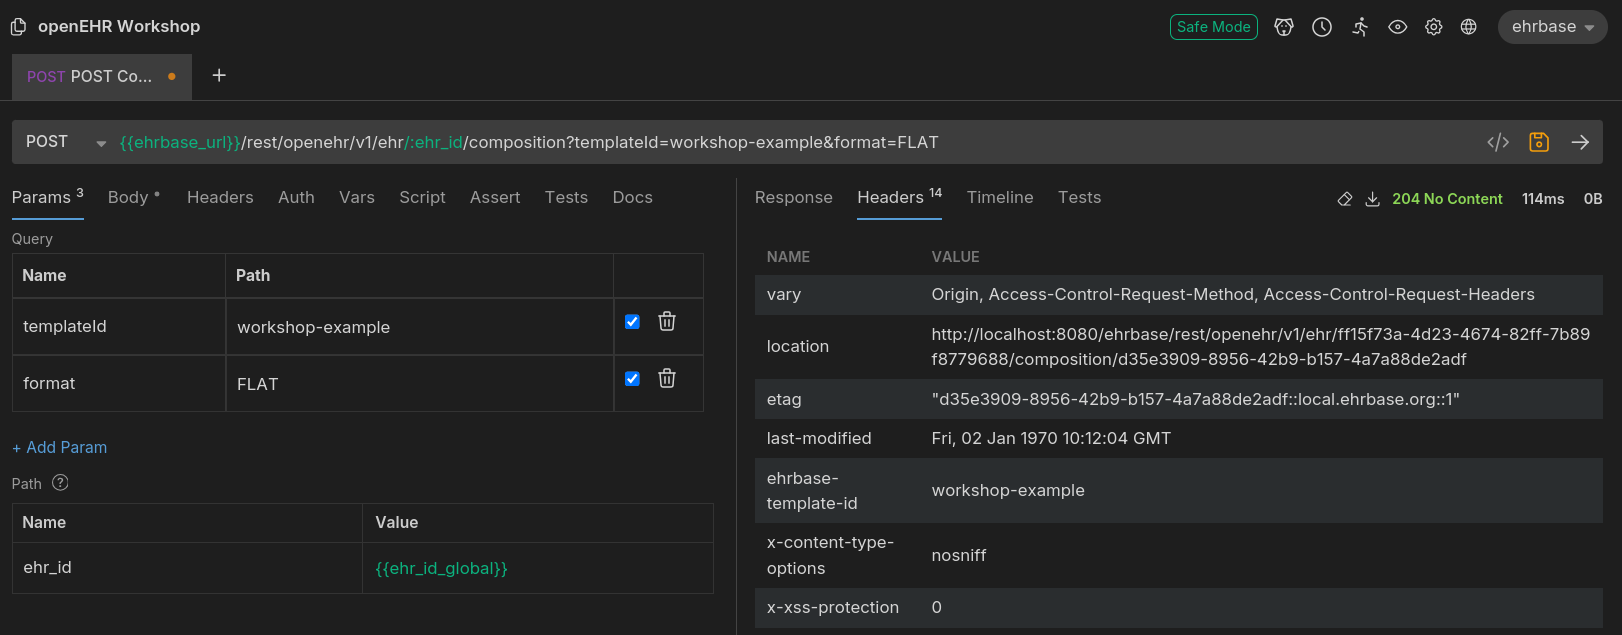 openEHR Workshop
Safe Mode
ehrbase
POST POST Co...
+
POST {{ehrbase_url}}/rest/openehr/v1/ehr/:ehr_id/composition?templateId=workshop-example&format=FLAT
</>
Params 3 Body Headers Auth Vars Script Assert Tests Docs
Query
Name Path
templateId workshop-example
format FLAT
+ Add Param
Path ?
Name Value
ehr_id {{ehr_id_global}}
Response Headers 14 Timeline Tests
204 No Content 114ms 0B
NAME VALUE
vary Origin, Access-Control-Request-Method, Access-Control-Request-Headers
location http://localhost:8080/ehrbase/rest/openehr/v1/ehr/ff15f73a-4d23-4674-82ff-7b89
f8779688/composition/d35e3909-8956-42b9-b157-4a7a88de2adf
etag "d35e3909-8956-42b9-b157-4a7a88de2adf::local.ehrbase.org::1"
last-modified Fri, 02 Jan 1970 10:12:04 GMT
ehrbase-
template-id workshop-example
x-content-type-
options nosniff
x-xss-protection 0